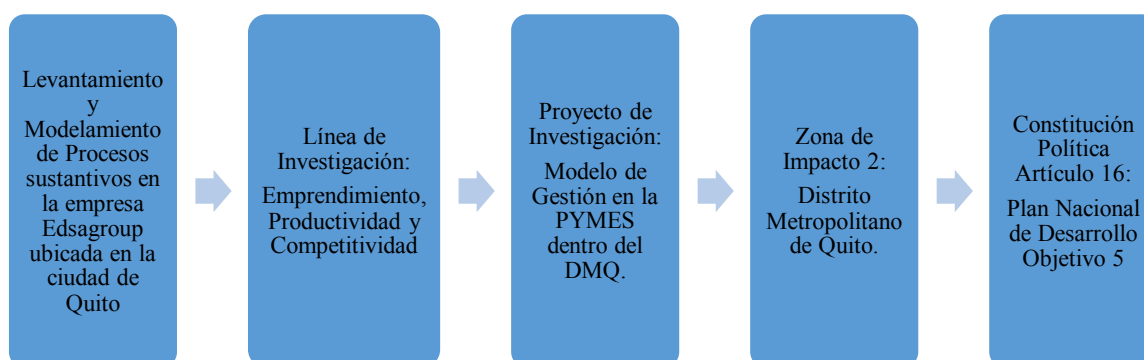 Levantamiento
y
Modelamiento
de Procesos
sustantivos en
la empresa
Edsagroup
ubicada en la
ciudad de
Quito
Línea de
Investigación:
Emprendimiento,
Productividad y
Competitividad
Proyecto de
Investigación:
Modelo de
Gestión en la
PYMES
dentro del
DMQ.
Zona de
Impacto 2:
Distrito
Metropolitano
de Quito.
Constitución
Política
Artículo 16:
Plan Nacional
de Desarrollo
Objetivo 5